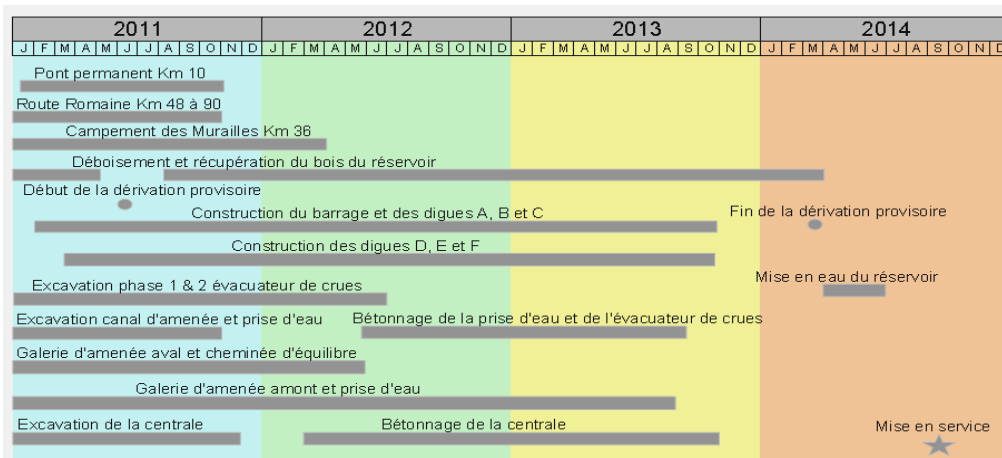 2011 2012 2013 2014
J F M A M J J A S O N D J F M A M J J A S O N D J F M A M J J A S O N D J F M A M J J A S O N D
Pont permanent Km 10
Route Romaine Km 48 à 90
Campement des Murailles Km 36
Déboisement et récupération du bois du réservoir
Début de la dérivation provisoire
Construction du barrage et des digues A, B et C
Fin de la dérivation provisoire
Construction des digues D, E et F
Mise en eau du réservoir
Excavation phase 1 & 2 évacuateur de crues
Excavation canal d'amenée et prise d'eau
Bétonnage de la prise d'eau et de l'évacuateur de crues
Galerie d'amenée aval et cheminée d'équilibre
Galerie d'amenée amont et prise d'eau
Excavation de la centrale
Bétonnage de la centrale
Mise en service